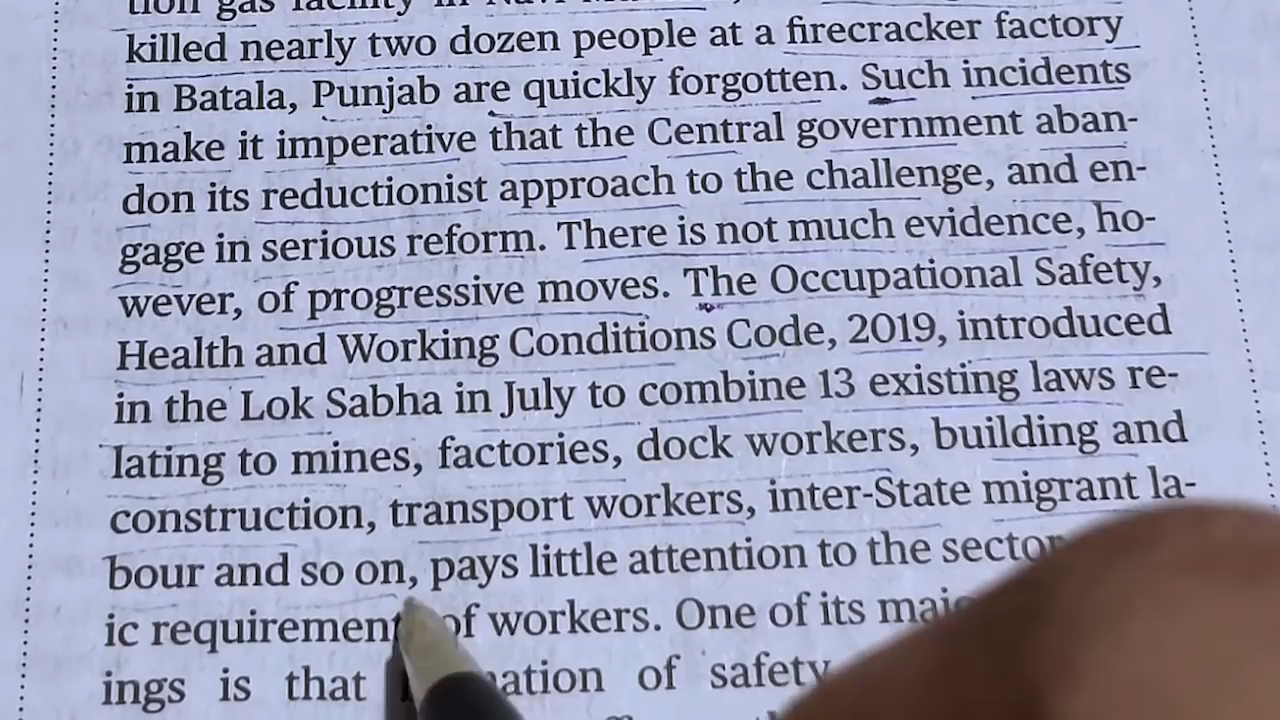 tion gas facility in Navi
killed nearly two dozen people at a firecracker factory
in Batala, Punjab are quickly forgotten. Such incidents
make it imperative that the Central government aban-
don its reductionist approach to the challenge, and en-
gage in serious reform. There is not much evidence, ho-
wever, of progressive moves. The Occupational Safety,
Health and Working Conditions Code, 2019, introduced
in the Lok Sabha in July to combine 13 existing laws re-
lating to mines, factories, dock workers, building and
construction, transport workers, inter-State migrant la-
bour and so on, pays little attention to the sector
ic requirement of workers. One of its
ings is that of safety